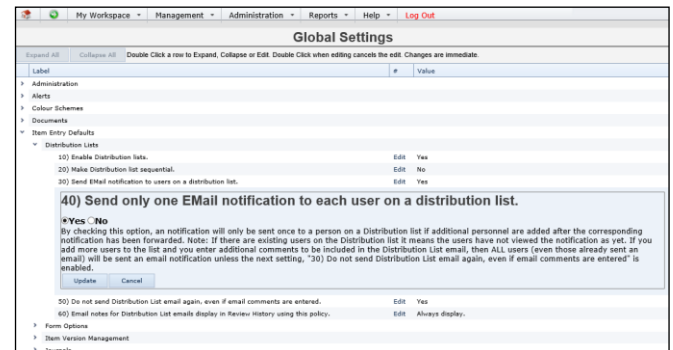 My Workspace Management Administration Reports Help Log Out
Global Settings
Expand All Collapse All Double Click a row to Expand, Collapse or Edit. Double Click when editing cancels the edit. Changes are immediate.
Label # Value
Administration
Alerts
Colour Schemes
Documents
Item Entry Defaults
Distribution Lists
10) Enable Distribution lists. Edit Yes
20) Make Distribution list sequential. Edit No
30) Send EMail notification to users on a distribution list. Edit Yes
40) Send only one EMail notification to each user on a distribution list.
Yes No
By checking this option, an notification will only be sent once to a person on a Distribution list if additional personnel are added after the corresponding
notification has been forwarded. Note: If there are existing users on the Distribution list it means the users have not viewed the notification as yet. If you
add more users to the list and you enter additional comments to be included in the Distribution List email, then ALL users (even those already sent an
email) will be sent an email notification unless the next setting, "30) Do not send Distribution List email again, even if email comments are entered" is
enabled.
Update Cancel
50) Do not send Distribution List email again, even if email comments are entered. Edit Yes
60) Email notes for Distribution List emails display in Review History using this policy. Edit Always display.
Form Options
Item Version Management
Journals